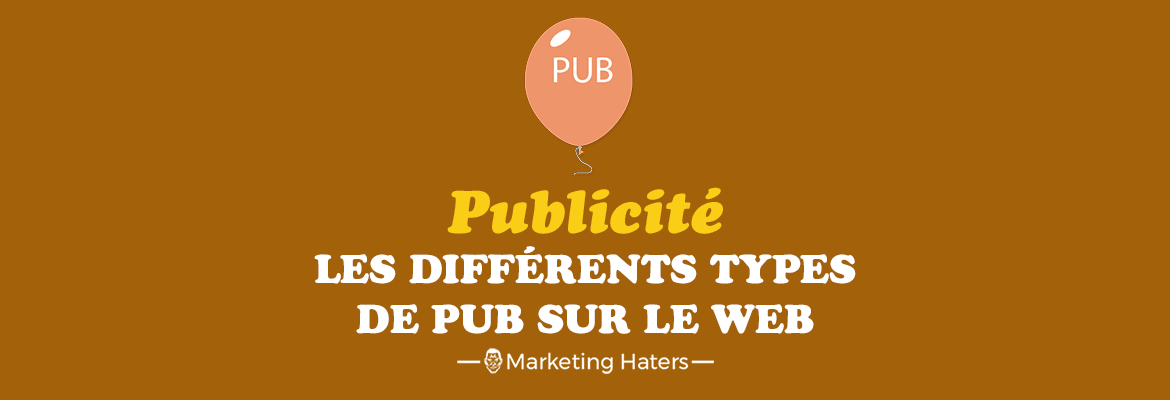 PUB
Publicité
LES DIFFÉRENTS TYPES
DE PUB SUR LE WEB
Marketing Haters